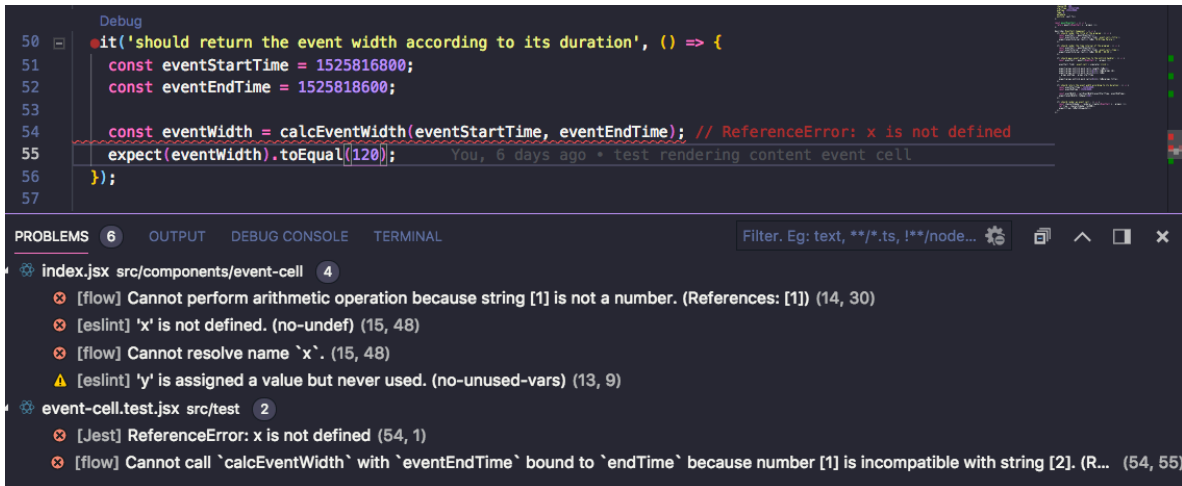 Debug
50 it('should return the event width according to its duration', () => {
51 const eventStartTime = 1525816800;
52 const eventEndTime = 1525818600;
53
54 const eventWidth = calcEventWidth(eventStartTime, eventEndTime); // ReferenceError: x is not defined
55 expect(eventWidth).toEqual(120); You, 6 days ago • test rendering content event cell
56 });
57
PROBLEMS 6 OUTPUT DEBUG CONSOLE TERMINAL Filter. Eg: text, **/*.ts, !**/node...
index.jsx src/components/event-cell 4
[flow] Cannot perform arithmetic operation because string [1] is not a number. (References: [1]) (14, 30)
[eslint] 'x' is not defined. (no-undef) (15, 48)
[flow] Cannot resolve name `x`. (15, 48)
[eslint] 'y' is assigned a value but never used. (no-unused-vars) (13, 9)
event-cell.test.jsx src/test 2
[Jest] ReferenceError: x is not defined (54, 1)
[flow] Cannot call `calcEventWidth` with `eventEndTime` bound to `endTime` because number [1] is incompatible with string [2]. (R... (54, 55)